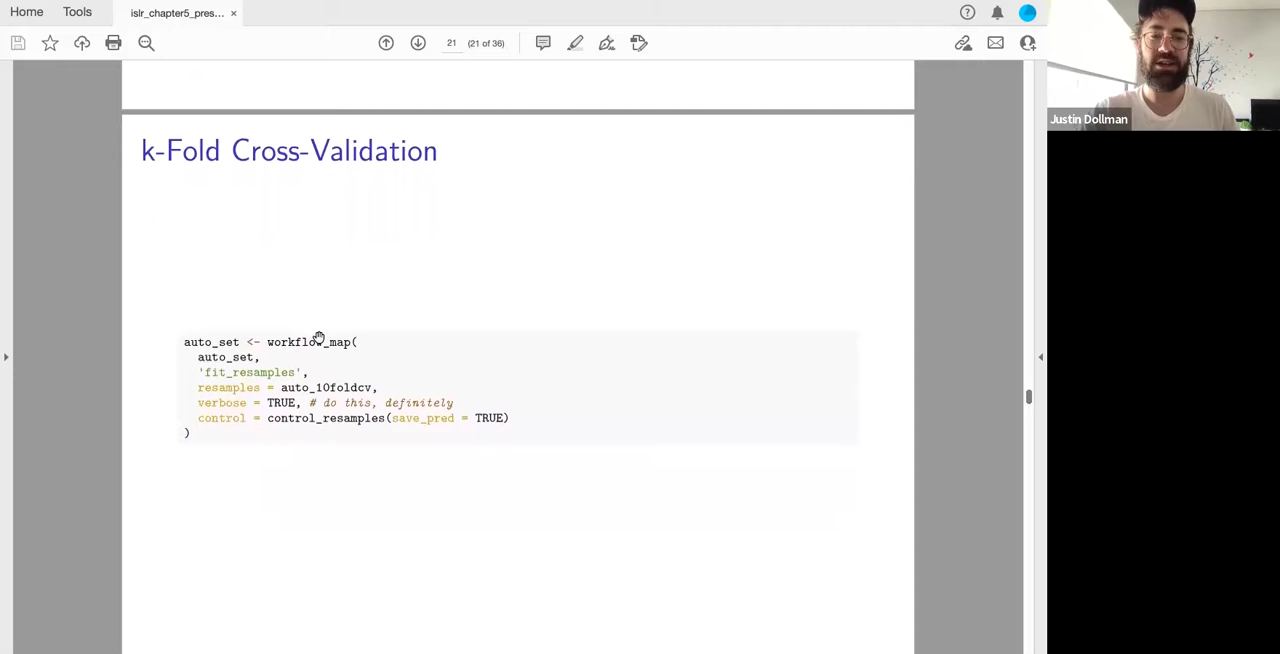 Home Tools islr_chapter5_pres... ×
21 (21 of 36)
Justin Dollman
k-Fold Cross-Validation
auto_set <- workflow_map(
auto_set,
'fit_resamples',
resamples = auto_10foldcv,
verbose = TRUE, # do this, definitely
control = control_resamples(save_pred = TRUE)
)